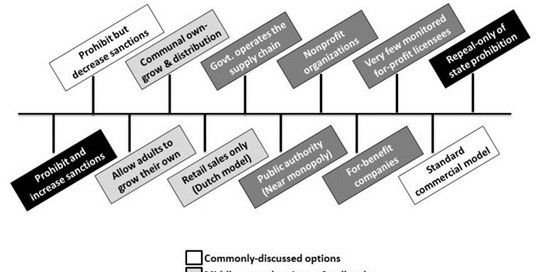 Prohibit but
decrease sanctions
Communal own-
grow & distribution
Govt. operates the
supply chain
Nonprofit
organizations
Very few monitored
for-profit licensees
Repeal-only of
state prohibition
Prohibit and
increase sanctions
Allow adults to
grow their own
Retail sales only
(Dutch model)
Public authority
(Near monopoly)
For-benefit
companies
Standard
commercial model
Commonly-discussed options